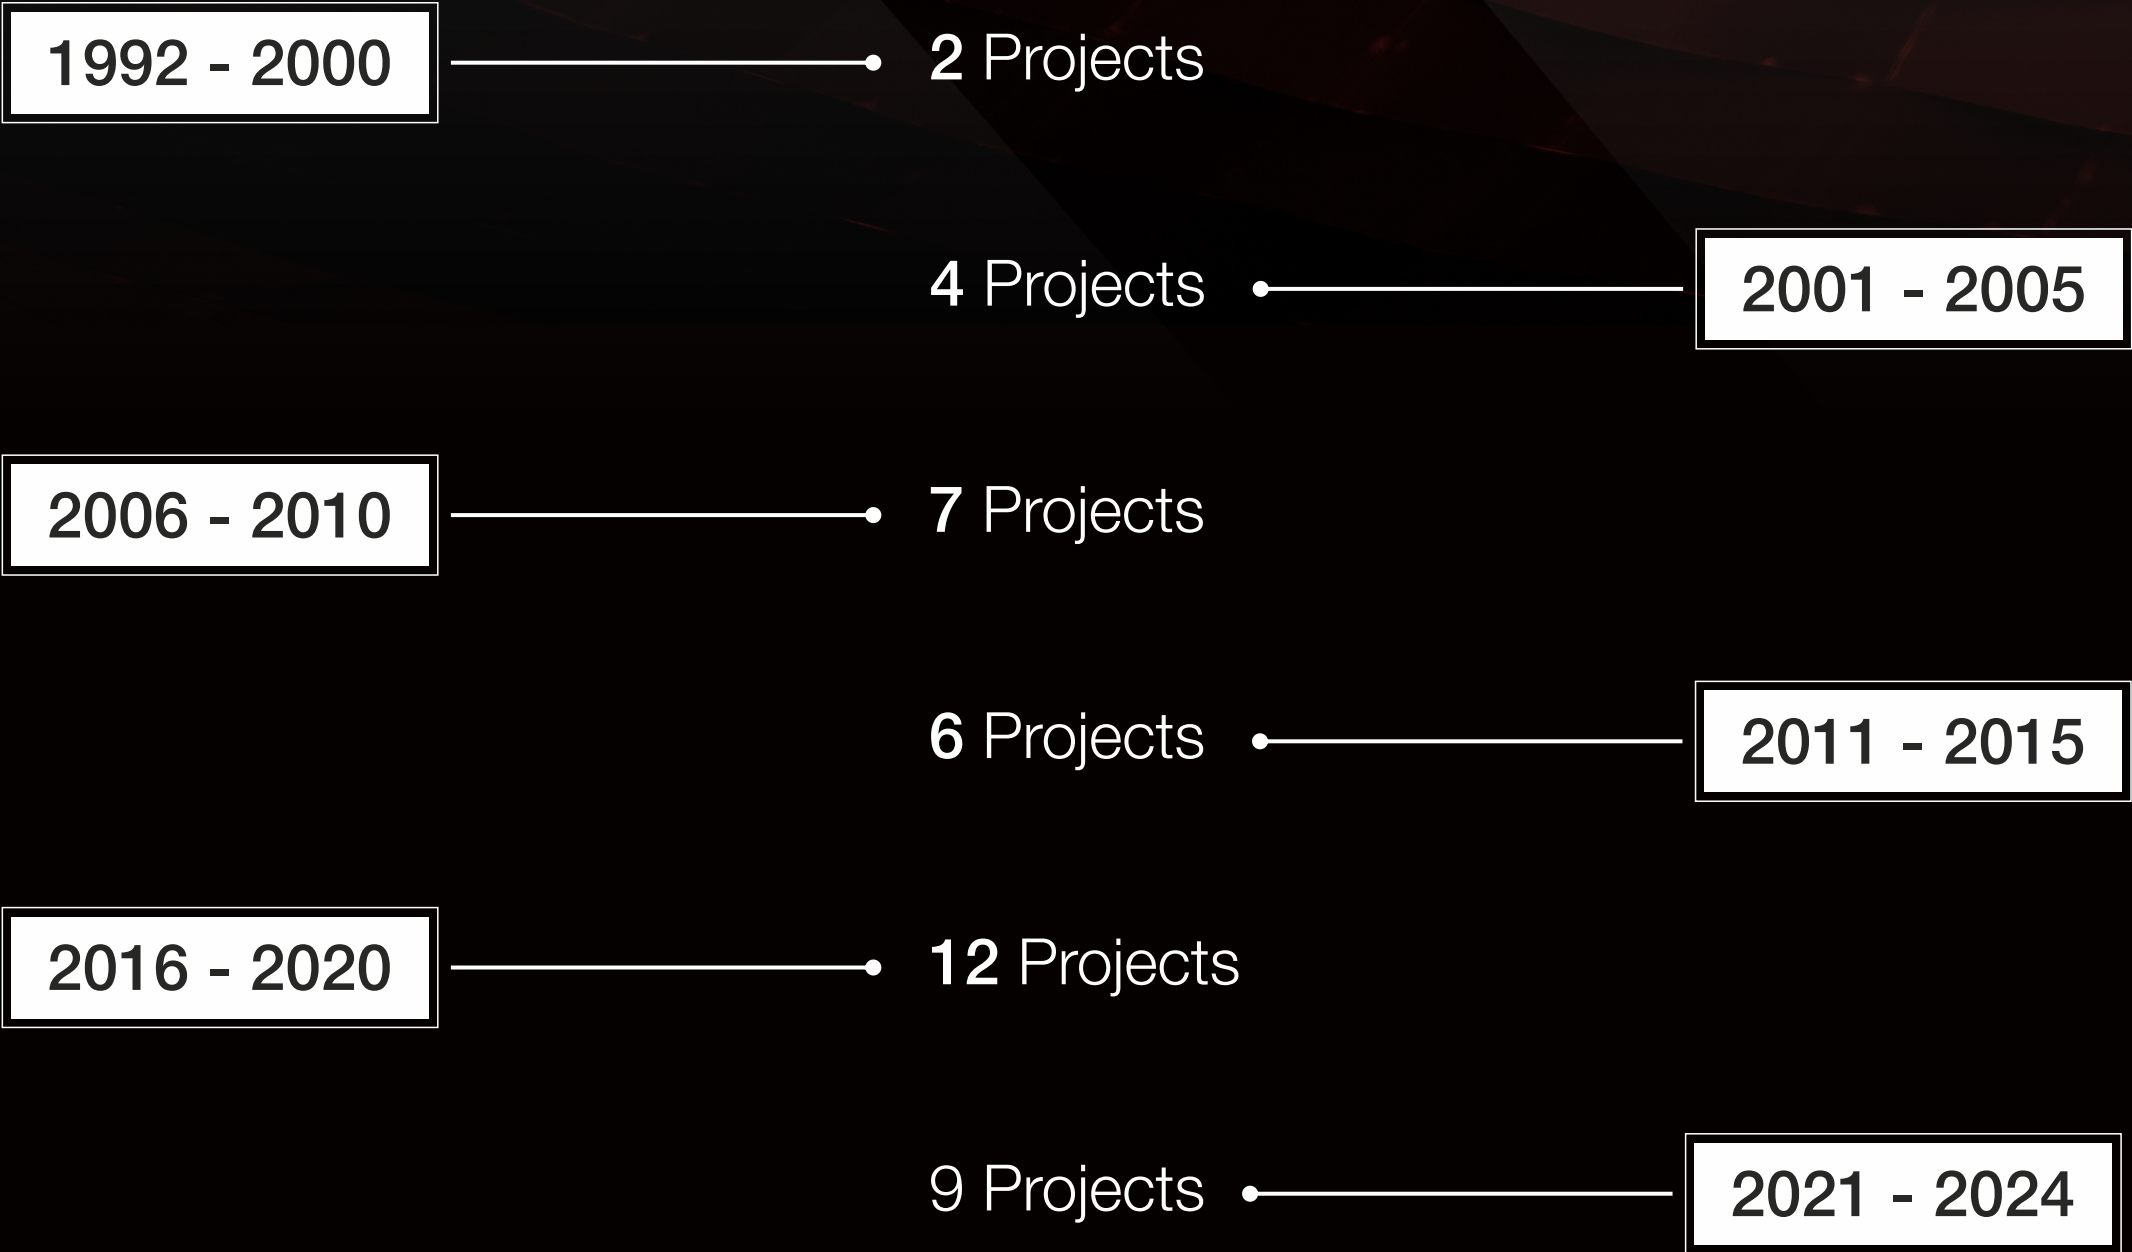 1992 - 2000 2 Projects
4 Projects 2001 - 2005
2006 - 2010 7 Projects
6 Projects 2011 - 2015
2016 - 2020 12 Projects
9 Projects 2021 - 2024